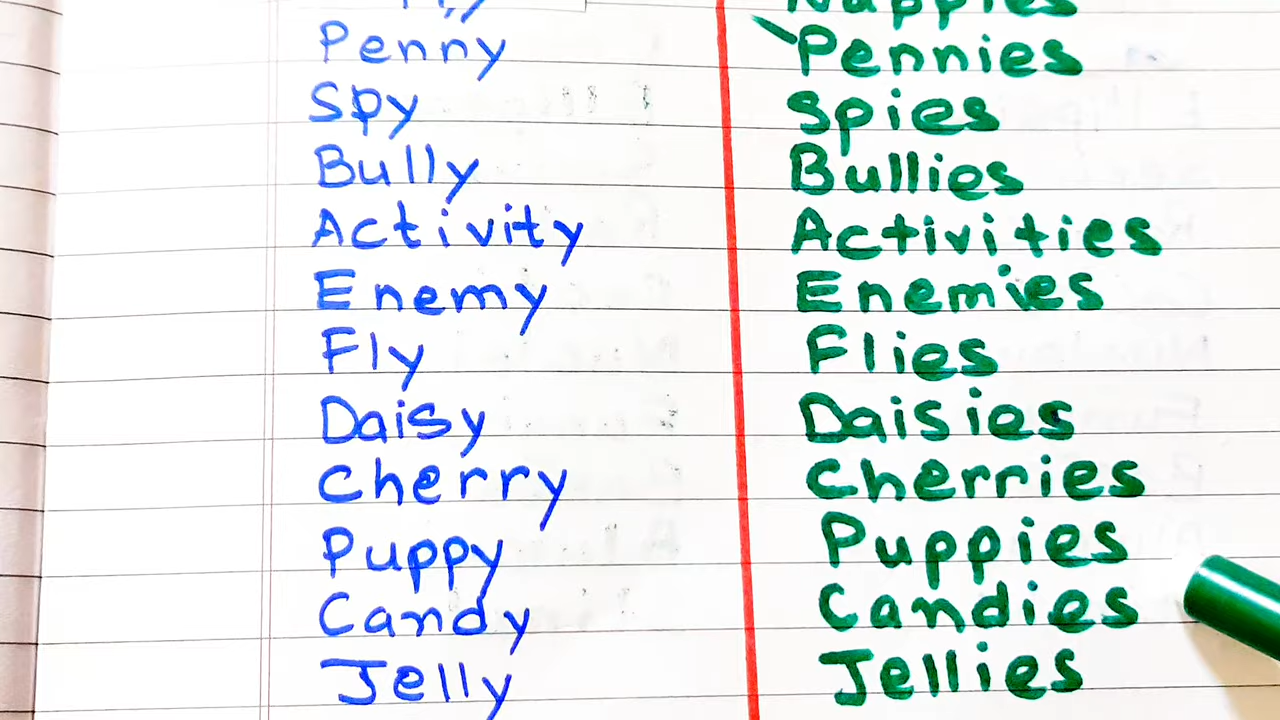 Nappies
Penny Pennies
Spy Spies
Bully Bullies
Activity Activities
Enemy Enemies
Fly Flies
Daisy Daisies
Cherry Cherries
Puppy Puppies
Candy Candies
Jelly Jellies